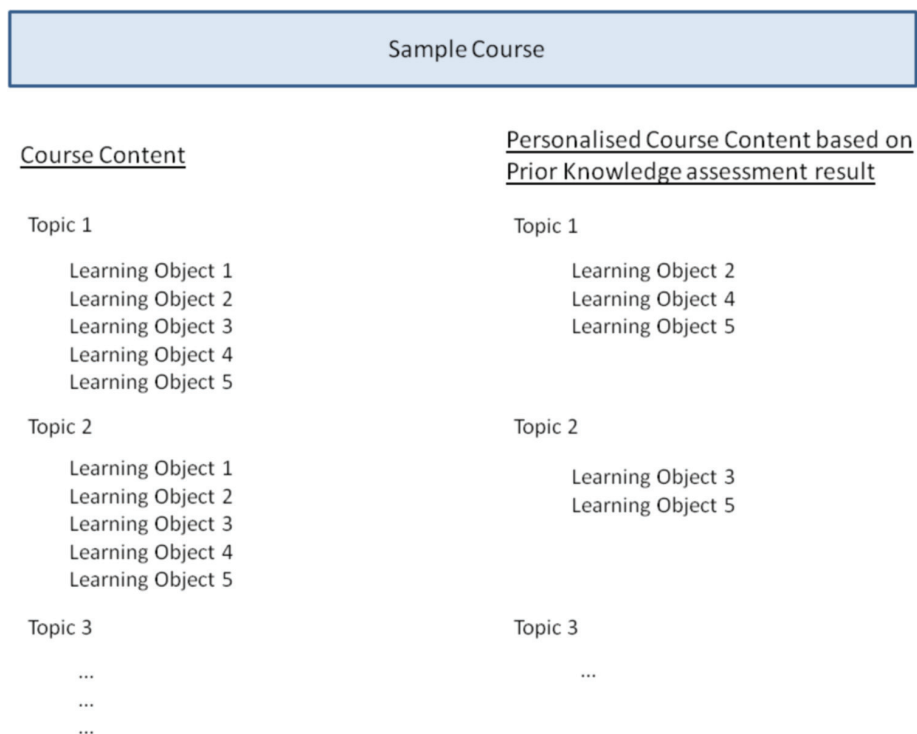 Sample Course
Course Content
Topic 1
Learning Object 1
Learning Object 2
Learning Object 3
Learning Object 4
Learning Object 5
Topic 2
Learning Object 1
Learning Object 2
Learning Object 3
Learning Object 4
Learning Object 5
Topic 3
...
...
...
Personalised Course Content based on
Prior Knowledge assessment result
Topic 1
Learning Object 2
Learning Object 4
Learning Object 5
Topic 2
Learning Object 3
Learning Object 5
Topic 3
...